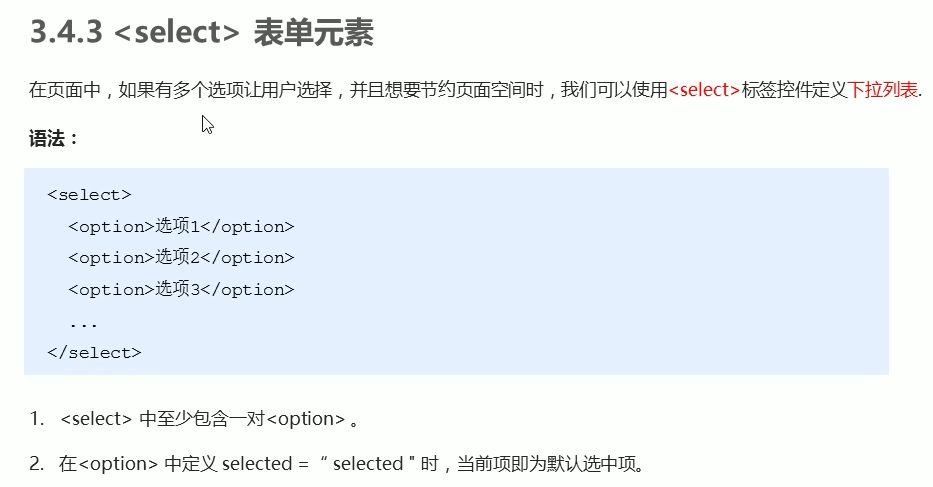 3.4.3 <select> 表单元素
在页面中，如果有多个选项让用户选择，并且想要节约页面空间时，我们可以使用<select>标签控件定义下拉列表.
语法：
<select>
<option>选项1</option>
<option>选项2</option>
<option>选项3</option>
...
</select>
1. <select> 中至少包含一对<option> 。
2. 在<option> 中定义 selected = “ selected " 时，当前项即为默认选中项。